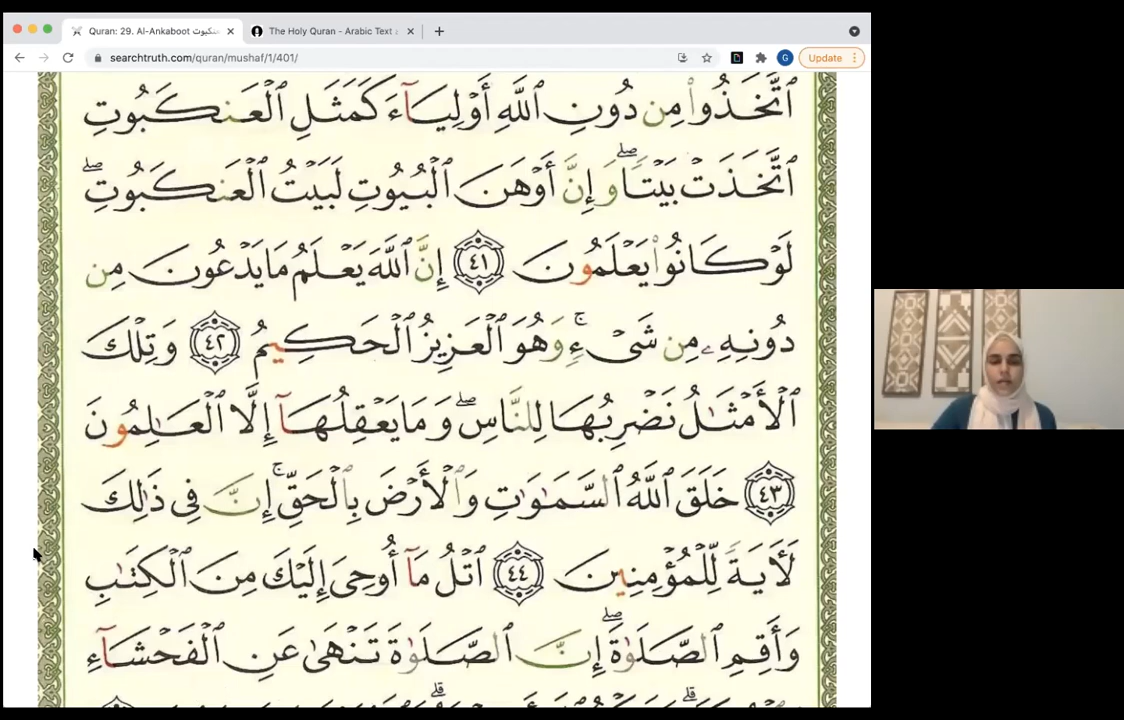 Quran: 29. Al-Ankaboot
The Holy Quran - Arabic Text
searchtruth.com/quran/mushaf/1/401/
G
Update
ٱتَّخَذُوا۟ مِن دُونِ ٱللَّهِ أَوْلِيَآءَ كَمَثَلِ ٱلْعَنكَبُوتِ
ٱتَّخَذَتْ بَيْتًا ۖ وَإِنَّ أَوْهَنَ ٱلْبُيُوتِ لَبَيْتُ ٱلْعَنكَبُوتِ ۖ
لَوْ كَانُوا۟ يَعْلَمُونَ ٤١ إِنَّ ٱللَّهَ يَعْلَمُ مَا يَدْعُونَ مِن
دُونِهِۦ مِن شَىْءٍ ۚ وَهُوَ ٱلْعَزِيزُ ٱلْحَكِيمُ ٤٢ وَتِلْكَ
ٱلْأَمْثَـٰلُ نَضْرِبُهَا لِلنَّاسِ ۖ وَمَا يَعْقِلُهَآ إِلَّا ٱلْعَـٰلِمُونَ
٤٣ خَلَقَ ٱللَّهُ ٱلسَّمَـٰوَٰتِ وَٱلْأَرْضَ بِٱلْحَقِّ ۚ إِنَّ فِى ذَٰلِكَ
لَـَٔايَةً لِّلْمُؤْمِنِينَ ٤٤ ٱتْلُ مَآ أُوحِىَ إِلَيْكَ مِنَ ٱلْكِتَـٰبِ
وَأَقِمِ ٱلصَّلَوٰةَ ۖ إِنَّ ٱلصَّلَوٰةَ تَنْهَىٰ عَنِ ٱلْفَحْشَآءِ